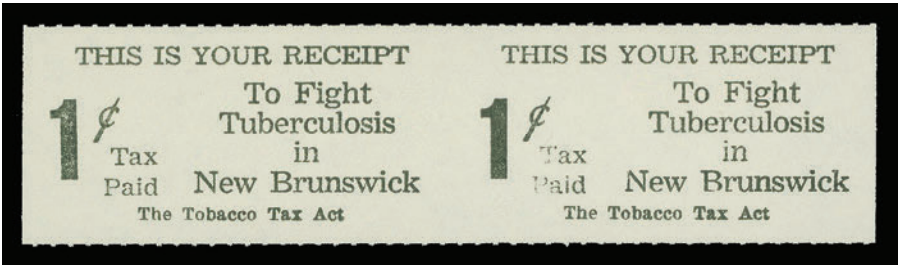 THIS IS YOUR RECEIPT
1¢
Tax
Paid
To Fight
Tuberculosis
in
New Brunswick
The Tobacco Tax Act
THIS IS YOUR RECEIPT
1¢
Tax
Paid
To Fight
Tuberculosis
in
New Brunswick
The Tobacco Tax Act